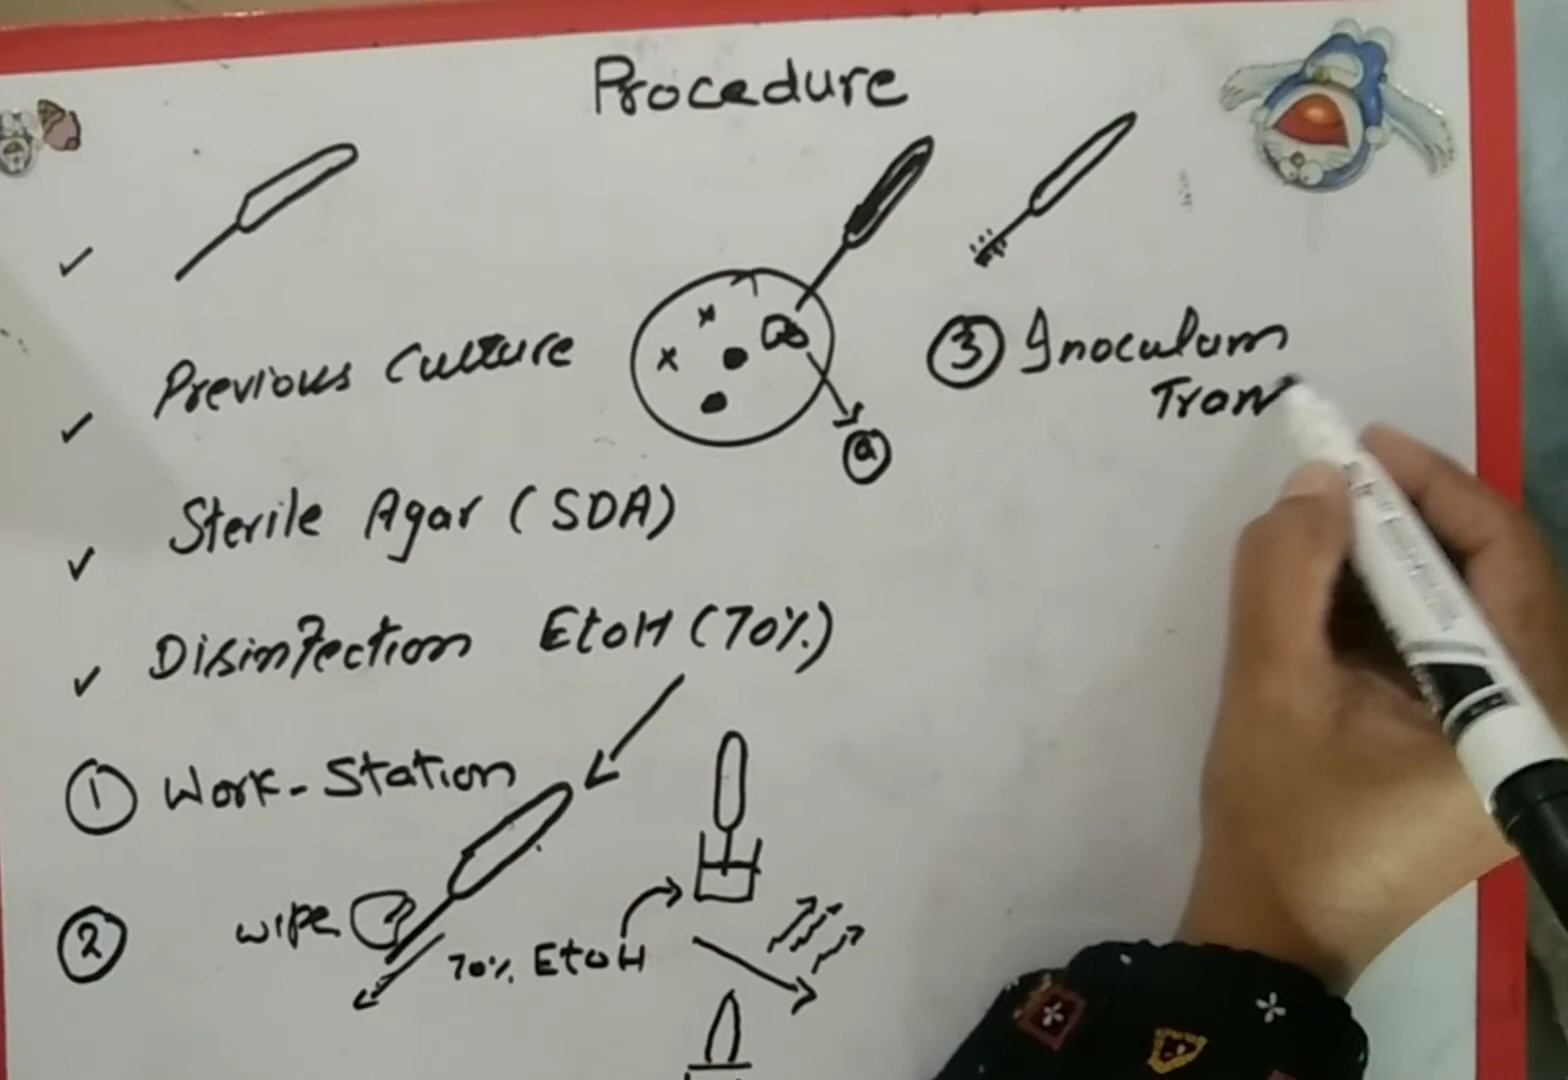 Procedure
Previous Culture
Sterile Agar (SDA)
Disinfection EtoH (70%)
① Work-Station
② wipe
70% EtoH
a
③ Inoculum
Tran